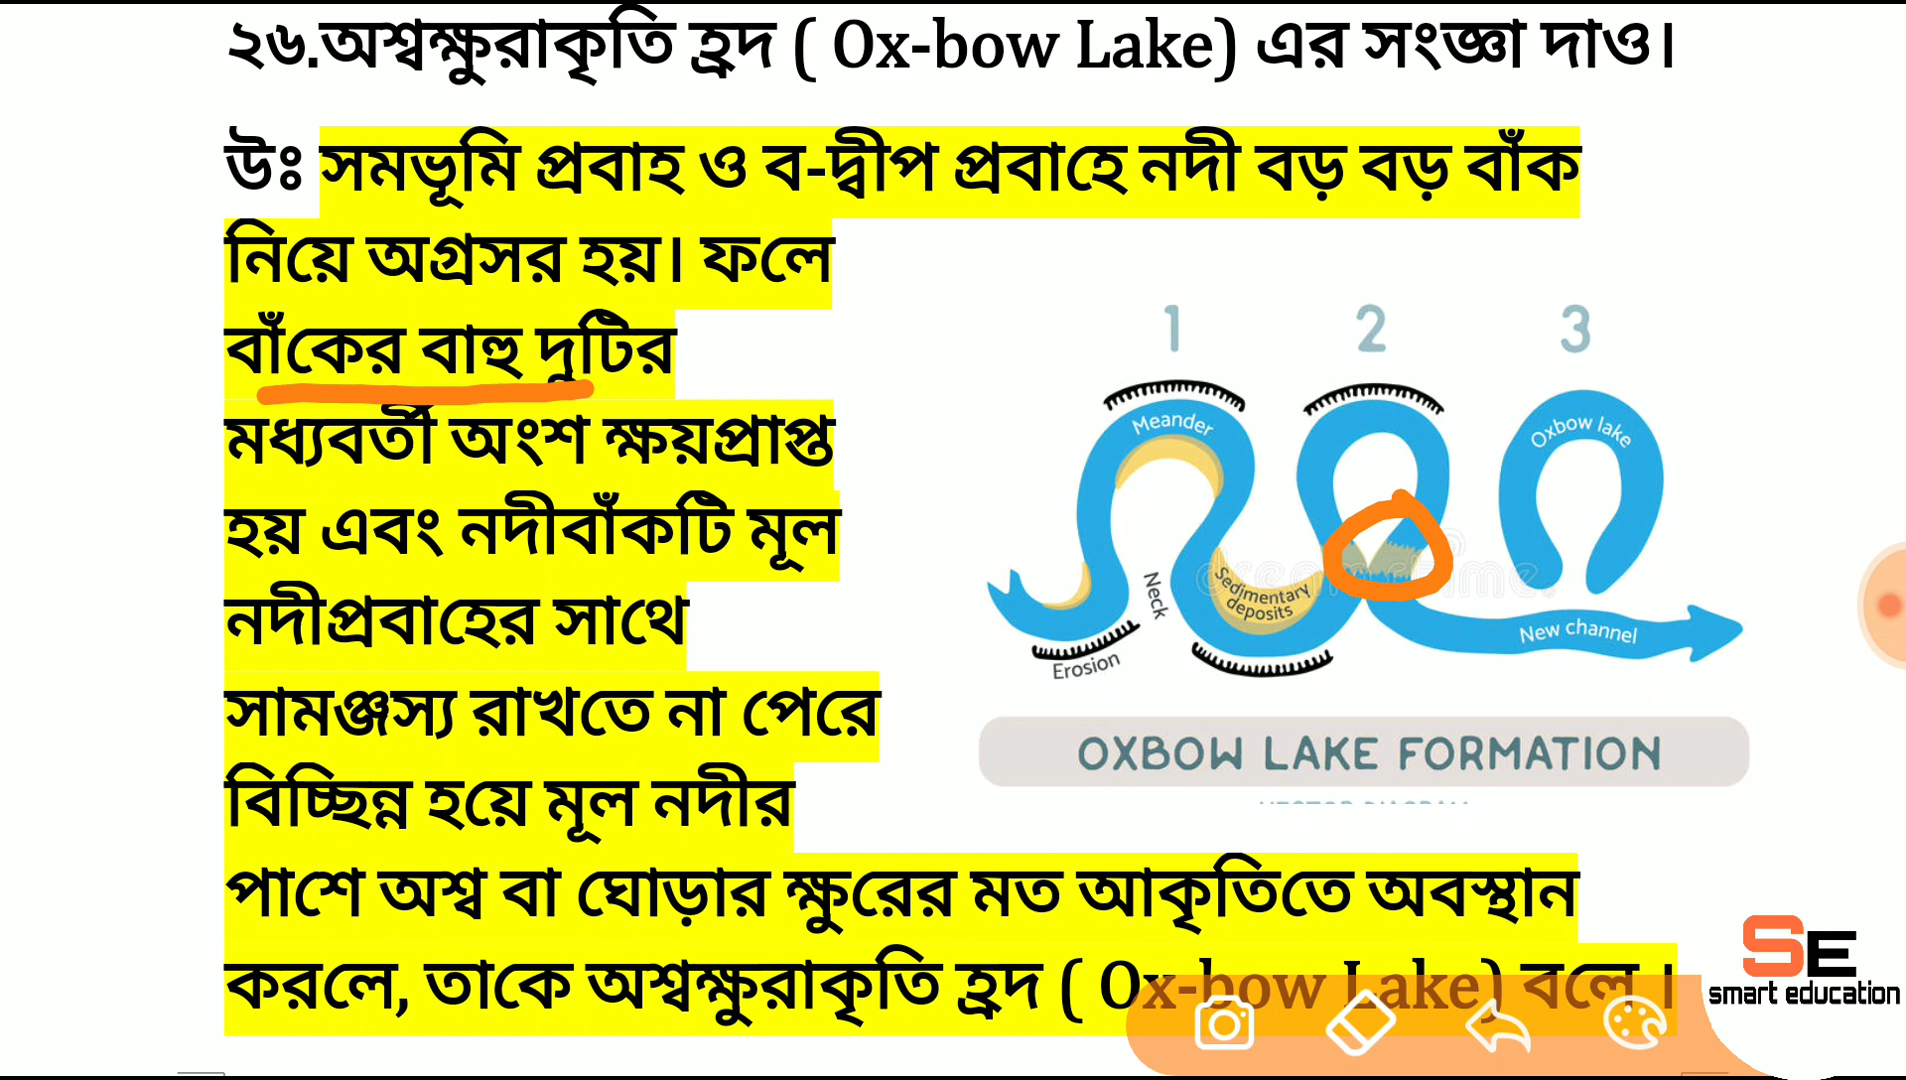 ২৬.অশ্বক্ষুরাকৃতি হ্রদ ( Ox-bow Lake) এর সংজ্ঞা দাও।
উঃ সমভূমি প্রবাহ ও ব-দ্বীপ প্রবাহে নদী বড় বড় বাঁক
নিয়ে অগ্রসর হয়। ফলে
বাঁকের বাহু দুটির
মধ্যবর্তী অংশ ক্ষয়প্রাপ্ত
হয় এবং নদীবাঁকটি মূল
নদীপ্রবাহের সাথে
সামঞ্জস্য রাখতে না পেরে
বিচ্ছিন্ন হয়ে মূল নদীর
পাশে অশ্ব বা ঘোড়ার ক্ষুরের মত আকৃতিতে অবস্থান
করলে, তাকে অশ্বক্ষুরাকৃতি হ্রদ ( Ox-bow Lake) বলে ।
1 2 3
Meander
Oxbow lake
Neck
Sedimentary
deposits
Erosion
New channel
OXBOW LAKE FORMATION
VECTOR DIAGRAM
SE
smart education